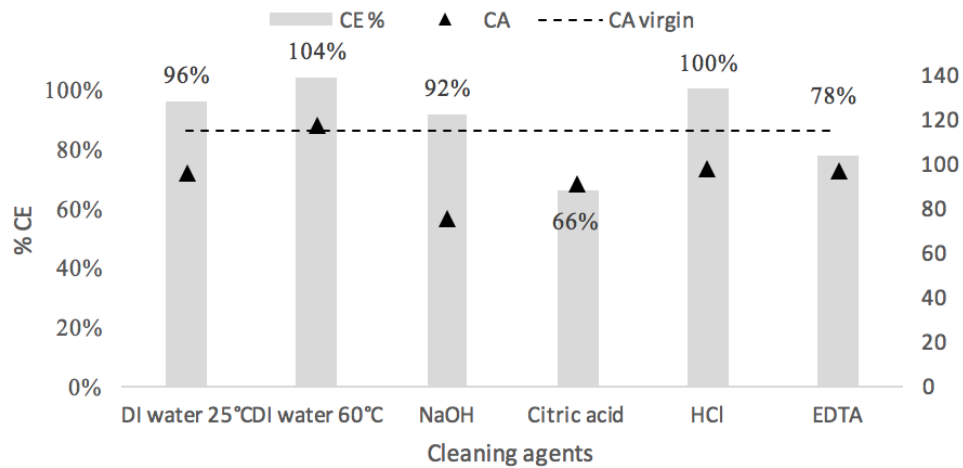 CE % CA CA virgin
96% 104% 92% 66% 100% 78%
100%
80%
60%
40%
20%
0%
% CE
140
120
100
80
60
40
20
0
DI water 25°C DI water 60°C NaOH Citric acid HCl EDTA
Cleaning agents